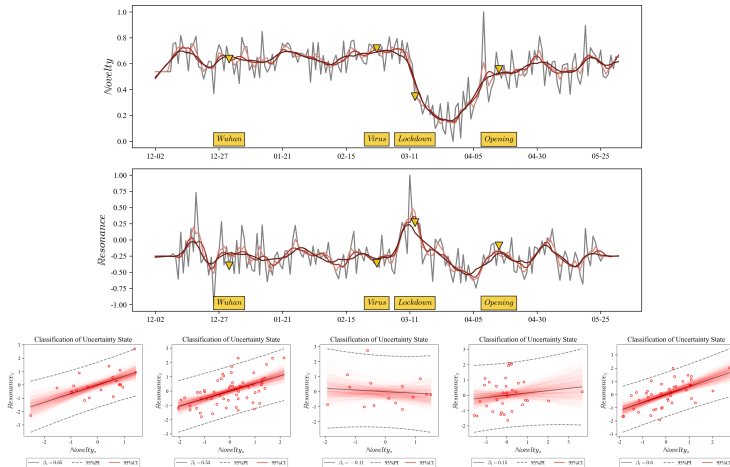 1.0
0.8
0.6
0.4
0.2
0.0
Novelty
Wuhan
Virus
Lockdown
Opening
12-02
12-27
01-21
02-15
03-11
04-05
04-30
05-25
1.00
0.75
0.50
0.25
0.00
-0.25
-0.50
-0.75
-1.00
Resonance
Wuhan
Virus
Lockdown
Opening
12-02
12-27
01-21
02-15
03-11
04-05
04-30
05-25
Classification of Uncertainty State
Resonance
Novelty
95%PI
95%CI
Classification of Uncertainty State
Resonance
Novelty
95%PI
95%CI
Classification of Uncertainty State
Resonance
Novelty
95%PI
95%CI
Classification of Uncertainty State
Resonance
Novelty
95%PI
95%CI
Classification of Uncertainty State
Resonance
Novelty
β₁ = 0.6
95%PI
95%CI